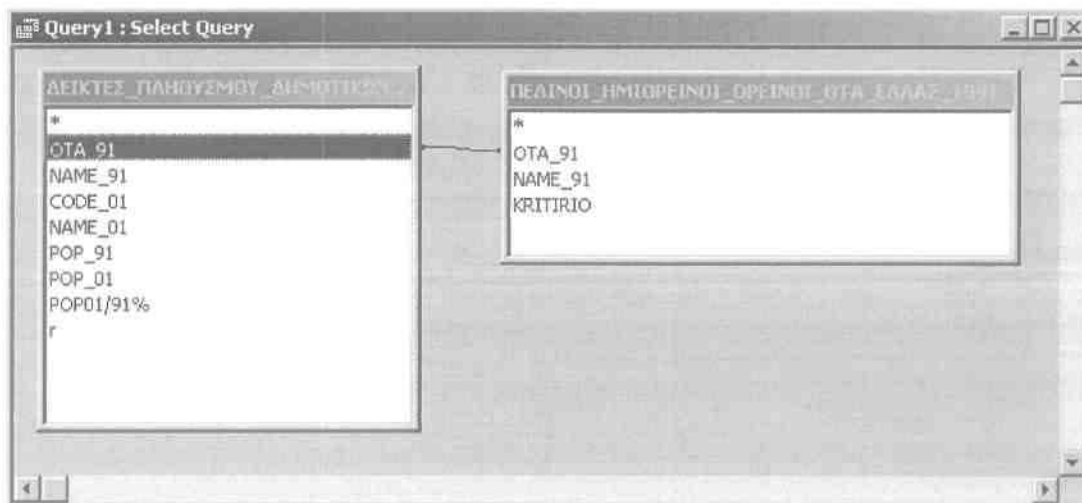 Query1 : Select Query
ΔΕΙΚΤΕΣ_ΠΛΗΘΥΣΜΟΥ_ΔΗΜΟΤΙΚΩΝ...
*
OTA_91
NAME_91
CODE_01
NAME_01
POP_91
POP_01
POP01/91%
r
ΠΕΔΙΝΟΙ_ΗΜΙΟΡΕΙΝΟΙ_ΟΡΕΙΝΟΙ_ΟΤΑ_ΕΛΛΑΣ_1991
*
OTA_91
NAME_91
KRITIRIO